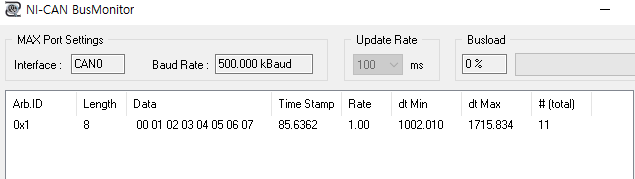 NI-CAN BusMonitor
MAX Port Settings
Interface : CAN0 Baud Rate : 500.000 kBaud
Update Rate
100 ms
Busload
0 %
Arb.ID Length Data Time Stamp Rate dt Min dt Max # (total)
0x1 8 00 01 02 03 04 05 06 07 85.6362 1.00 1002.010 1715.834 11